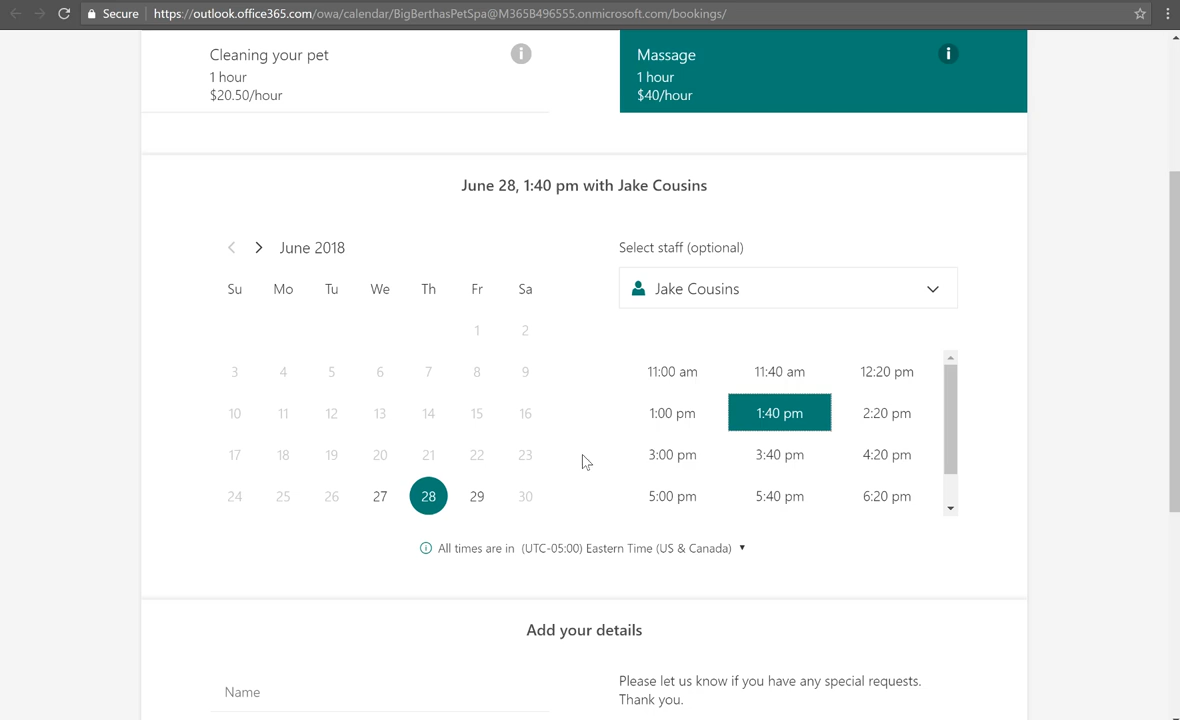 Secure https://outlook.office365.com/owa/calendar/BigBerthasPetSpa@M365B496555.onmicrosoft.com/bookings/
Cleaning your pet
1 hour
$20.50/hour
Massage
1 hour
$40/hour
June 28, 1:40 pm with Jake Cousins
June 2018
Su Mo Tu We Th Fr Sa
1 2
3 4 5 6 7 8 9
10 11 12 13 14 15 16
17 18 19 20 21 22 23
24 25 26 27 28 29 30
Select staff (optional)
Jake Cousins
11:00 am 11:40 am 12:20 pm
1:00 pm 1:40 pm 2:20 pm
3:00 pm 3:40 pm 4:20 pm
5:00 pm 5:40 pm 6:20 pm
All times are in (UTC-05:00) Eastern Time (US & Canada)
Add your details
Name
Please let us know if you have any special requests.
Thank you.